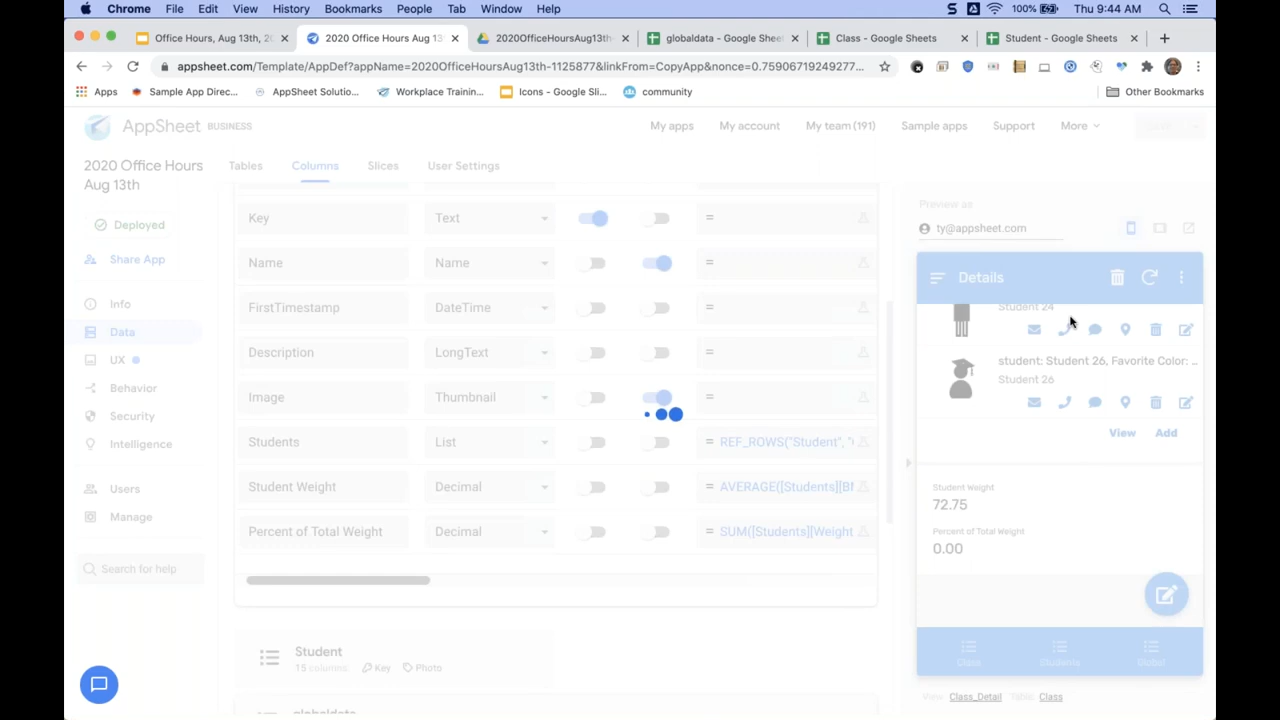 Chrome File Edit View History Bookmarks People Tab Window Help 100% Thu 9:44 AM
Office Hours, Aug 13th, 2 2020 Office Hours Aug 13 2020OfficeHoursAug13th globaldata - Google Sheet Class - Google Sheets Student - Google Sheets
appsheet.com/Template/AppDef?appName=2020OfficeHoursAug13th-1125877&linkFrom=CopyApp&nonce=0.75906719249277...
Apps Sample App Direc... AppSheet Solutio... Workplace Trainin... Icons - Google Sli... community Other Bookmarks
AppSheet BUSINESS My apps My account My team (191) Sample apps Support More
2020 Office Hours Aug 13th
Tables Columns Slices User Settings
Deployed
Share App
Info
Data
UX
Behavior
Security
Intelligence
Users
Manage
Search for help
Key Text =
Name Name =
FirstTimestamp DateTime =
Description LongText =
Image Thumbnail =
Students List = REF_ROWS("Student", "
Student Weight Decimal = AVERAGE([Students][
Percent of Total Weight Decimal = SUM([Students][Weight
Student
15 columns: Key Photo
globaldata
Preview as
ty@appsheet.com
Details
Student 24
student: Student 26, Favorite Color: ...
Student 26
View Add
Student Weight
72.75
Percent of Total Weight
0.00
Class Students Global
View: Class_Detail Table: Class